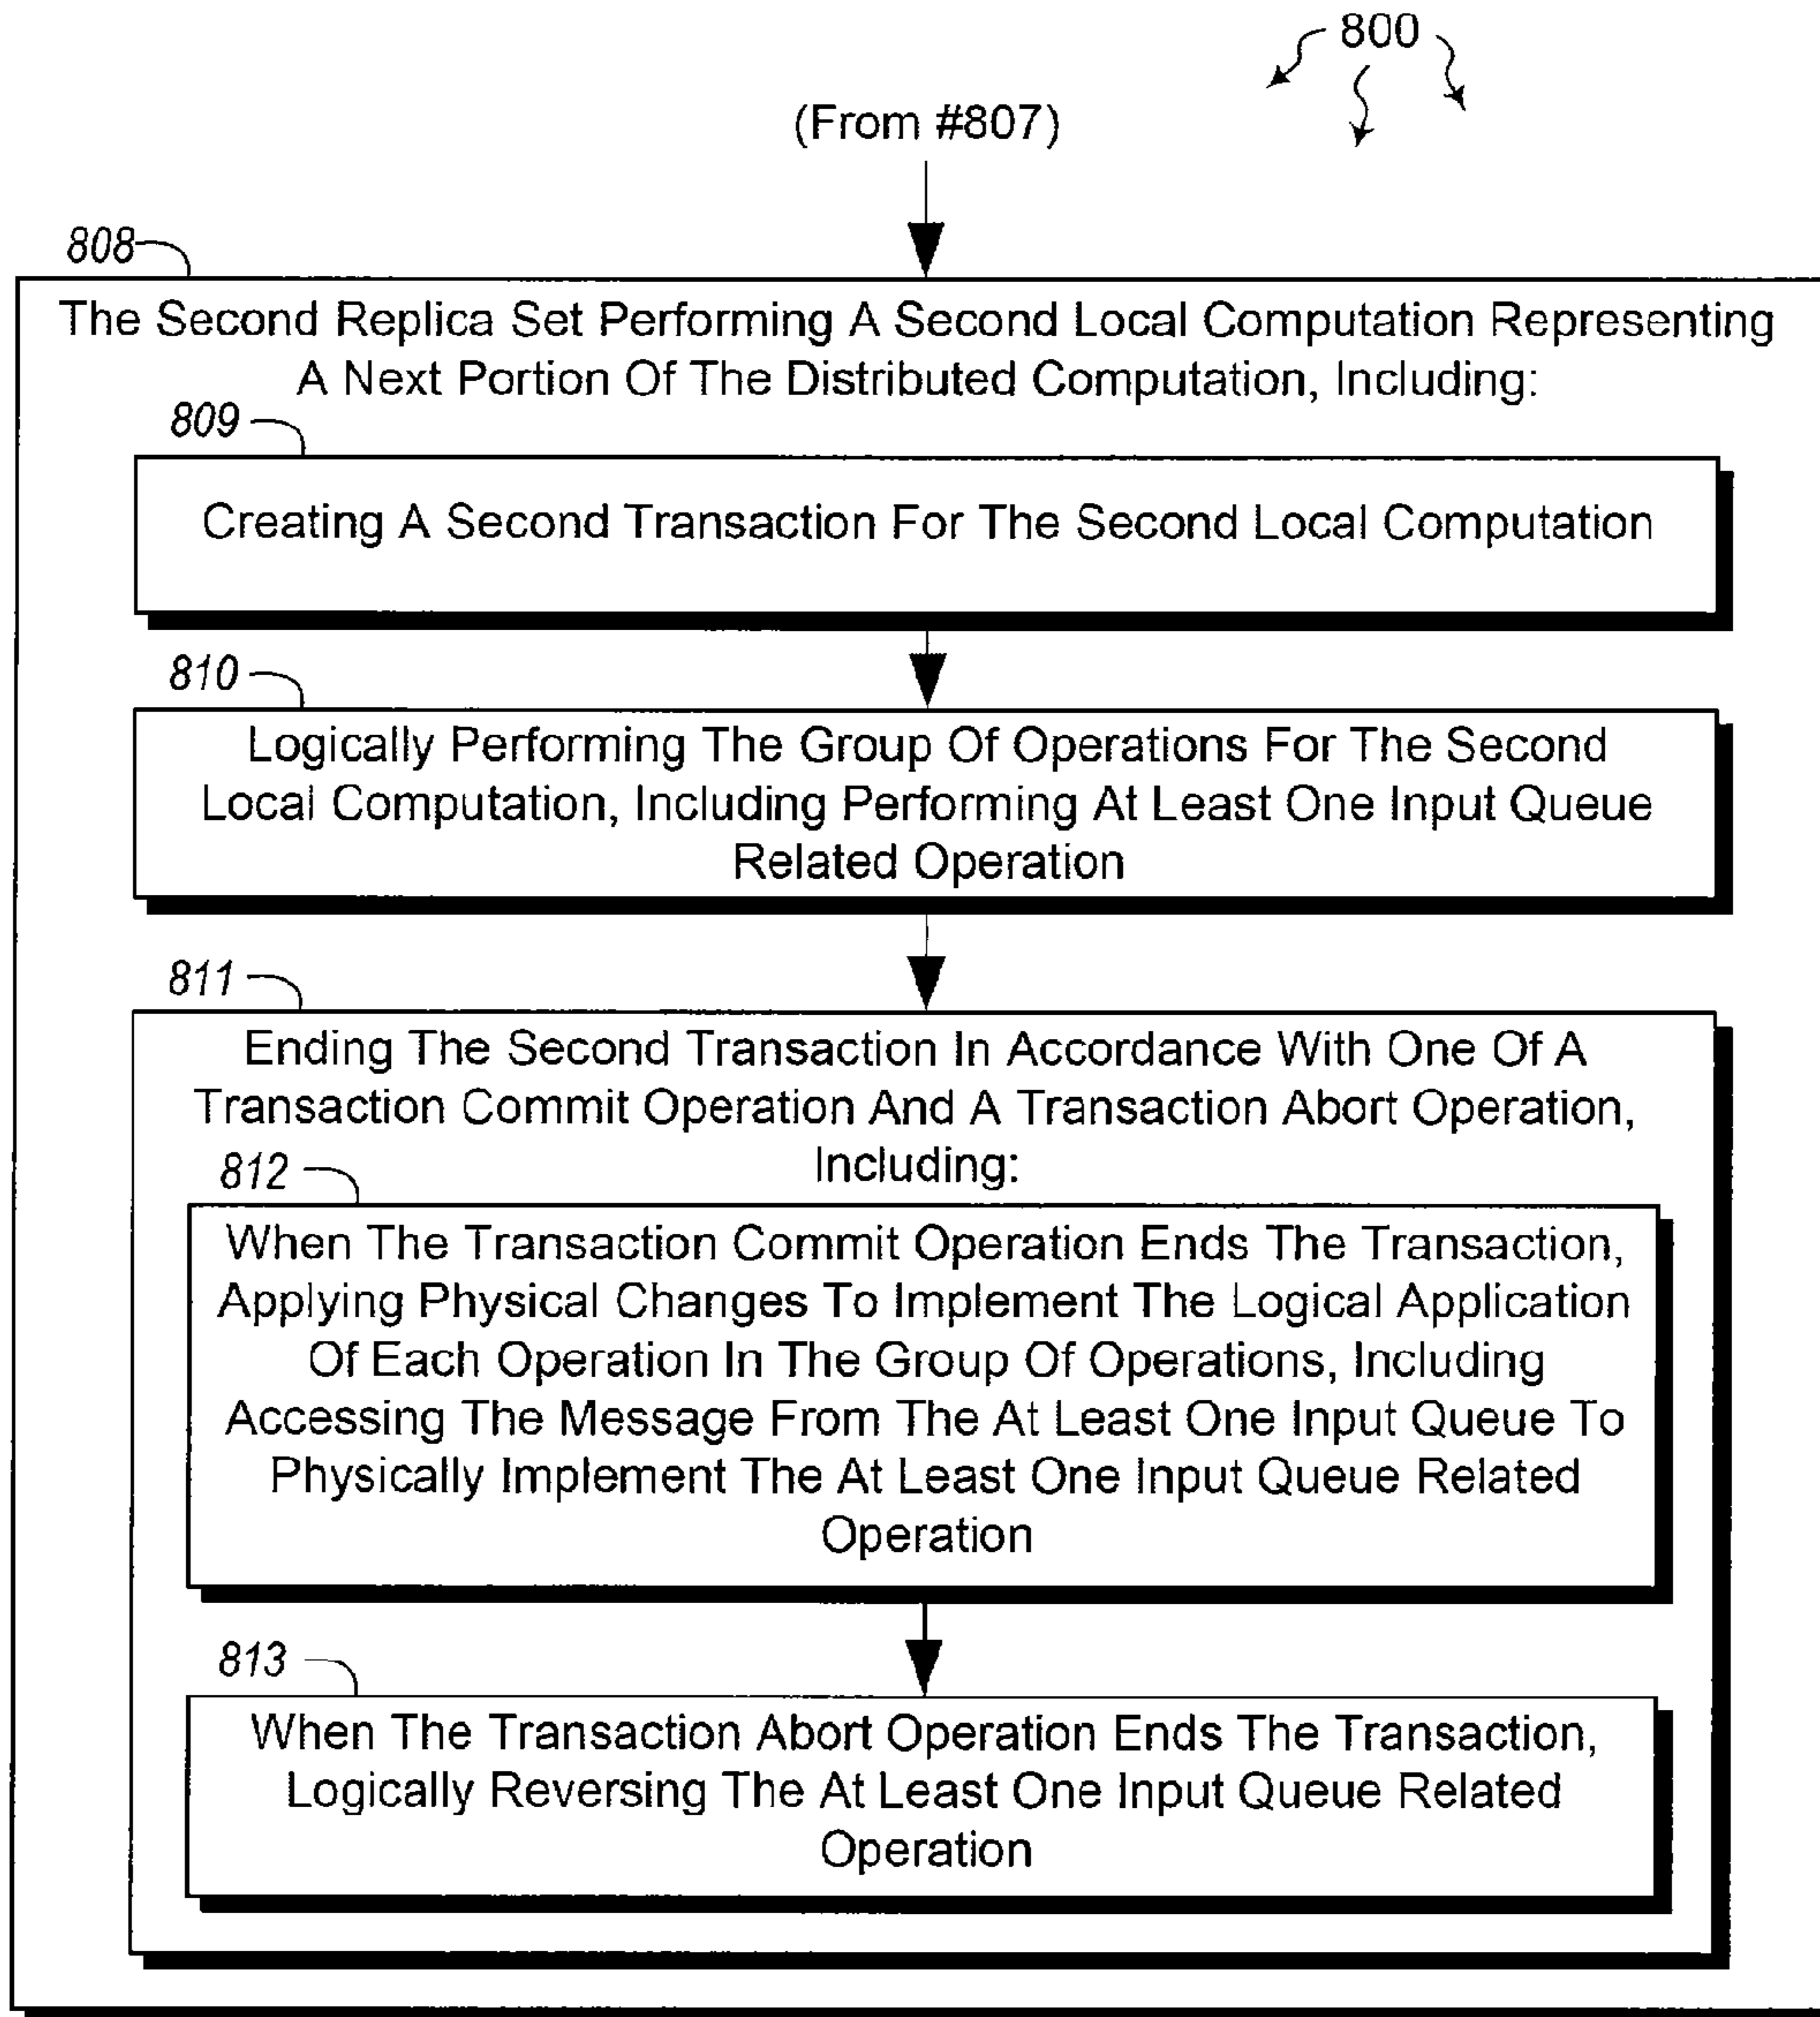 800
(From #807)
808
The Second Replica Set Performing A Second Local Computation Representing
A Next Portion Of The Distributed Computation, Including:
809
Creating A Second Transaction For The Second Local Computation
810
Logically Performing The Group Of Operations For The Second
Local Computation, Including Performing At Least One Input Queue
Related Operation
811
Ending The Second Transaction In Accordance With One Of A
Transaction Commit Operation And A Transaction Abort Operation,
Including:
812
When The Transaction Commit Operation Ends The Transaction,
Applying Physical Changes To Implement The Logical Application
Of Each Operation In The Group Of Operations, Including
Accessing The Message From The At Least One Input Queue To
Physically Implement The At Least One Input Queue Related
Operation
813
When The Transaction Abort Operation Ends The Transaction,
Logically Reversing The At Least One Input Queue Related
Operation